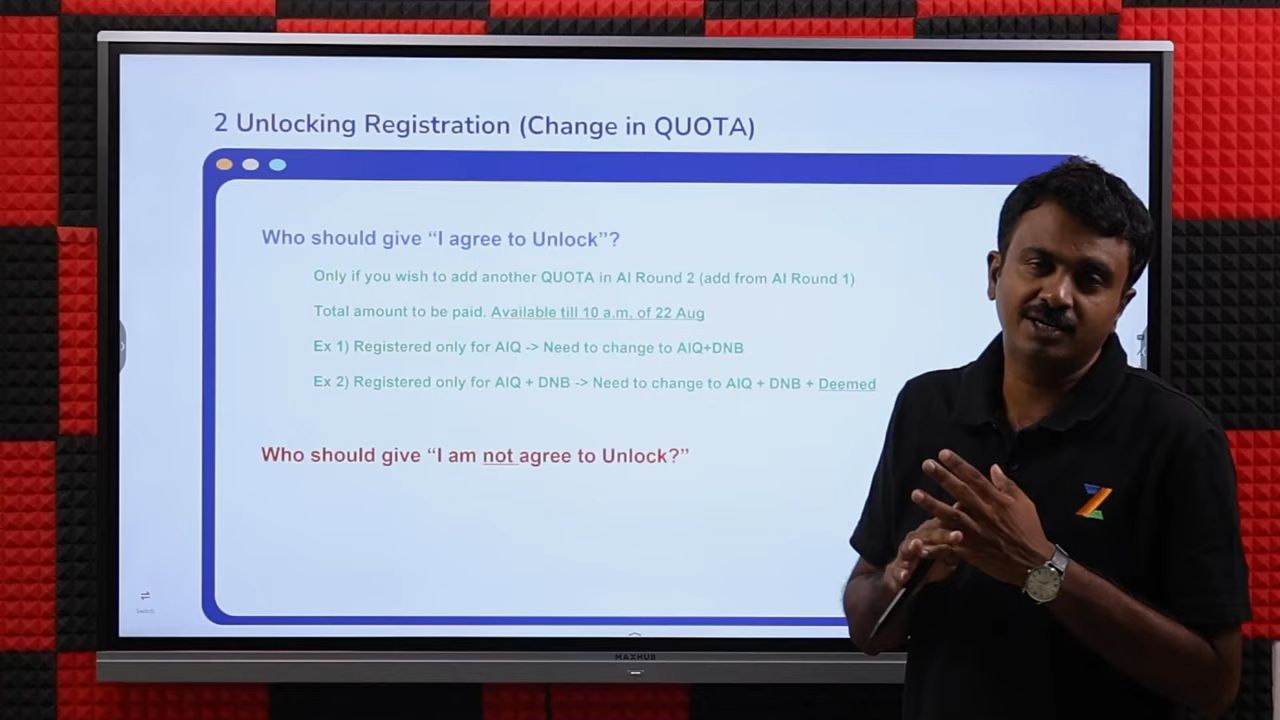 2 Unlocking Registration (Change in QUOTA)
Who should give “I agree to Unlock”?
Only if you wish to add another QUOTA in AI Round 2 (add from AI Round 1)
Total amount to be paid. Available till 10 a.m. of 22 Aug
Ex 1) Registered only for AIQ -> Need to change to AIQ+DNB
Ex 2) Registered only for AIQ + DNB -> Need to change to AIQ + DNB + Deemed
Who should give “I am not agree to Unlock?”
Switch
MAXHUB